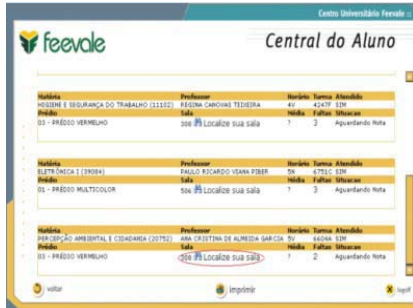 Centro Universitário Feevale ::
feevale
Central do Aluno
Matéria Professor Horário Turma Atendido
HIGIENE E SEGURANÇA DO TRABALHO (11102) REGINA CANOVAS TEIXEIRA 4V 4247F SIM
Prédio Sala Média Faltas Situacao
03 - PRÉDIO VERMELHO 308 Localize sua sala ? 3 Aguardando Nota
Matéria Professor Horário Turma Atendido
ELETRÔNICA I (39084) PAULO RICARDO VIANA PIBER 5N 6751C SIM
Prédio Sala Média Faltas Situacao
01 - PRÉDIO MULTICOLOR 506 Localize sua sala ? 3 Aguardando Nota
Matéria Professor Horário Turma Atendido
PERCEPÇÃO AMBIENTAL E CIDADANIA (20752) ANA CRISTINA DE ALMEIDA GARCIA 5V 6604A SIM
Prédio Sala Média Faltas Situacao
03 - PRÉDIO VERMELHO 300 Localize sua sala ? 2 Aguardando Nota
voltar imprimir logoff